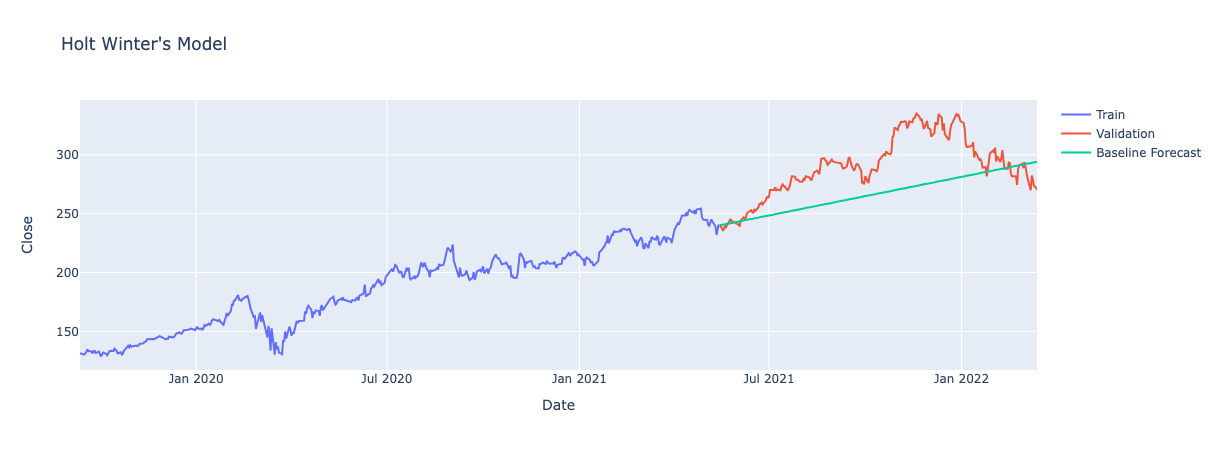 Holt Winter's Model
Train
Validation
Baseline Forecast
Close
300
250
200
150
Jan 2020
Jul 2020
Jan 2021
Jul 2021
Jan 2022
Date